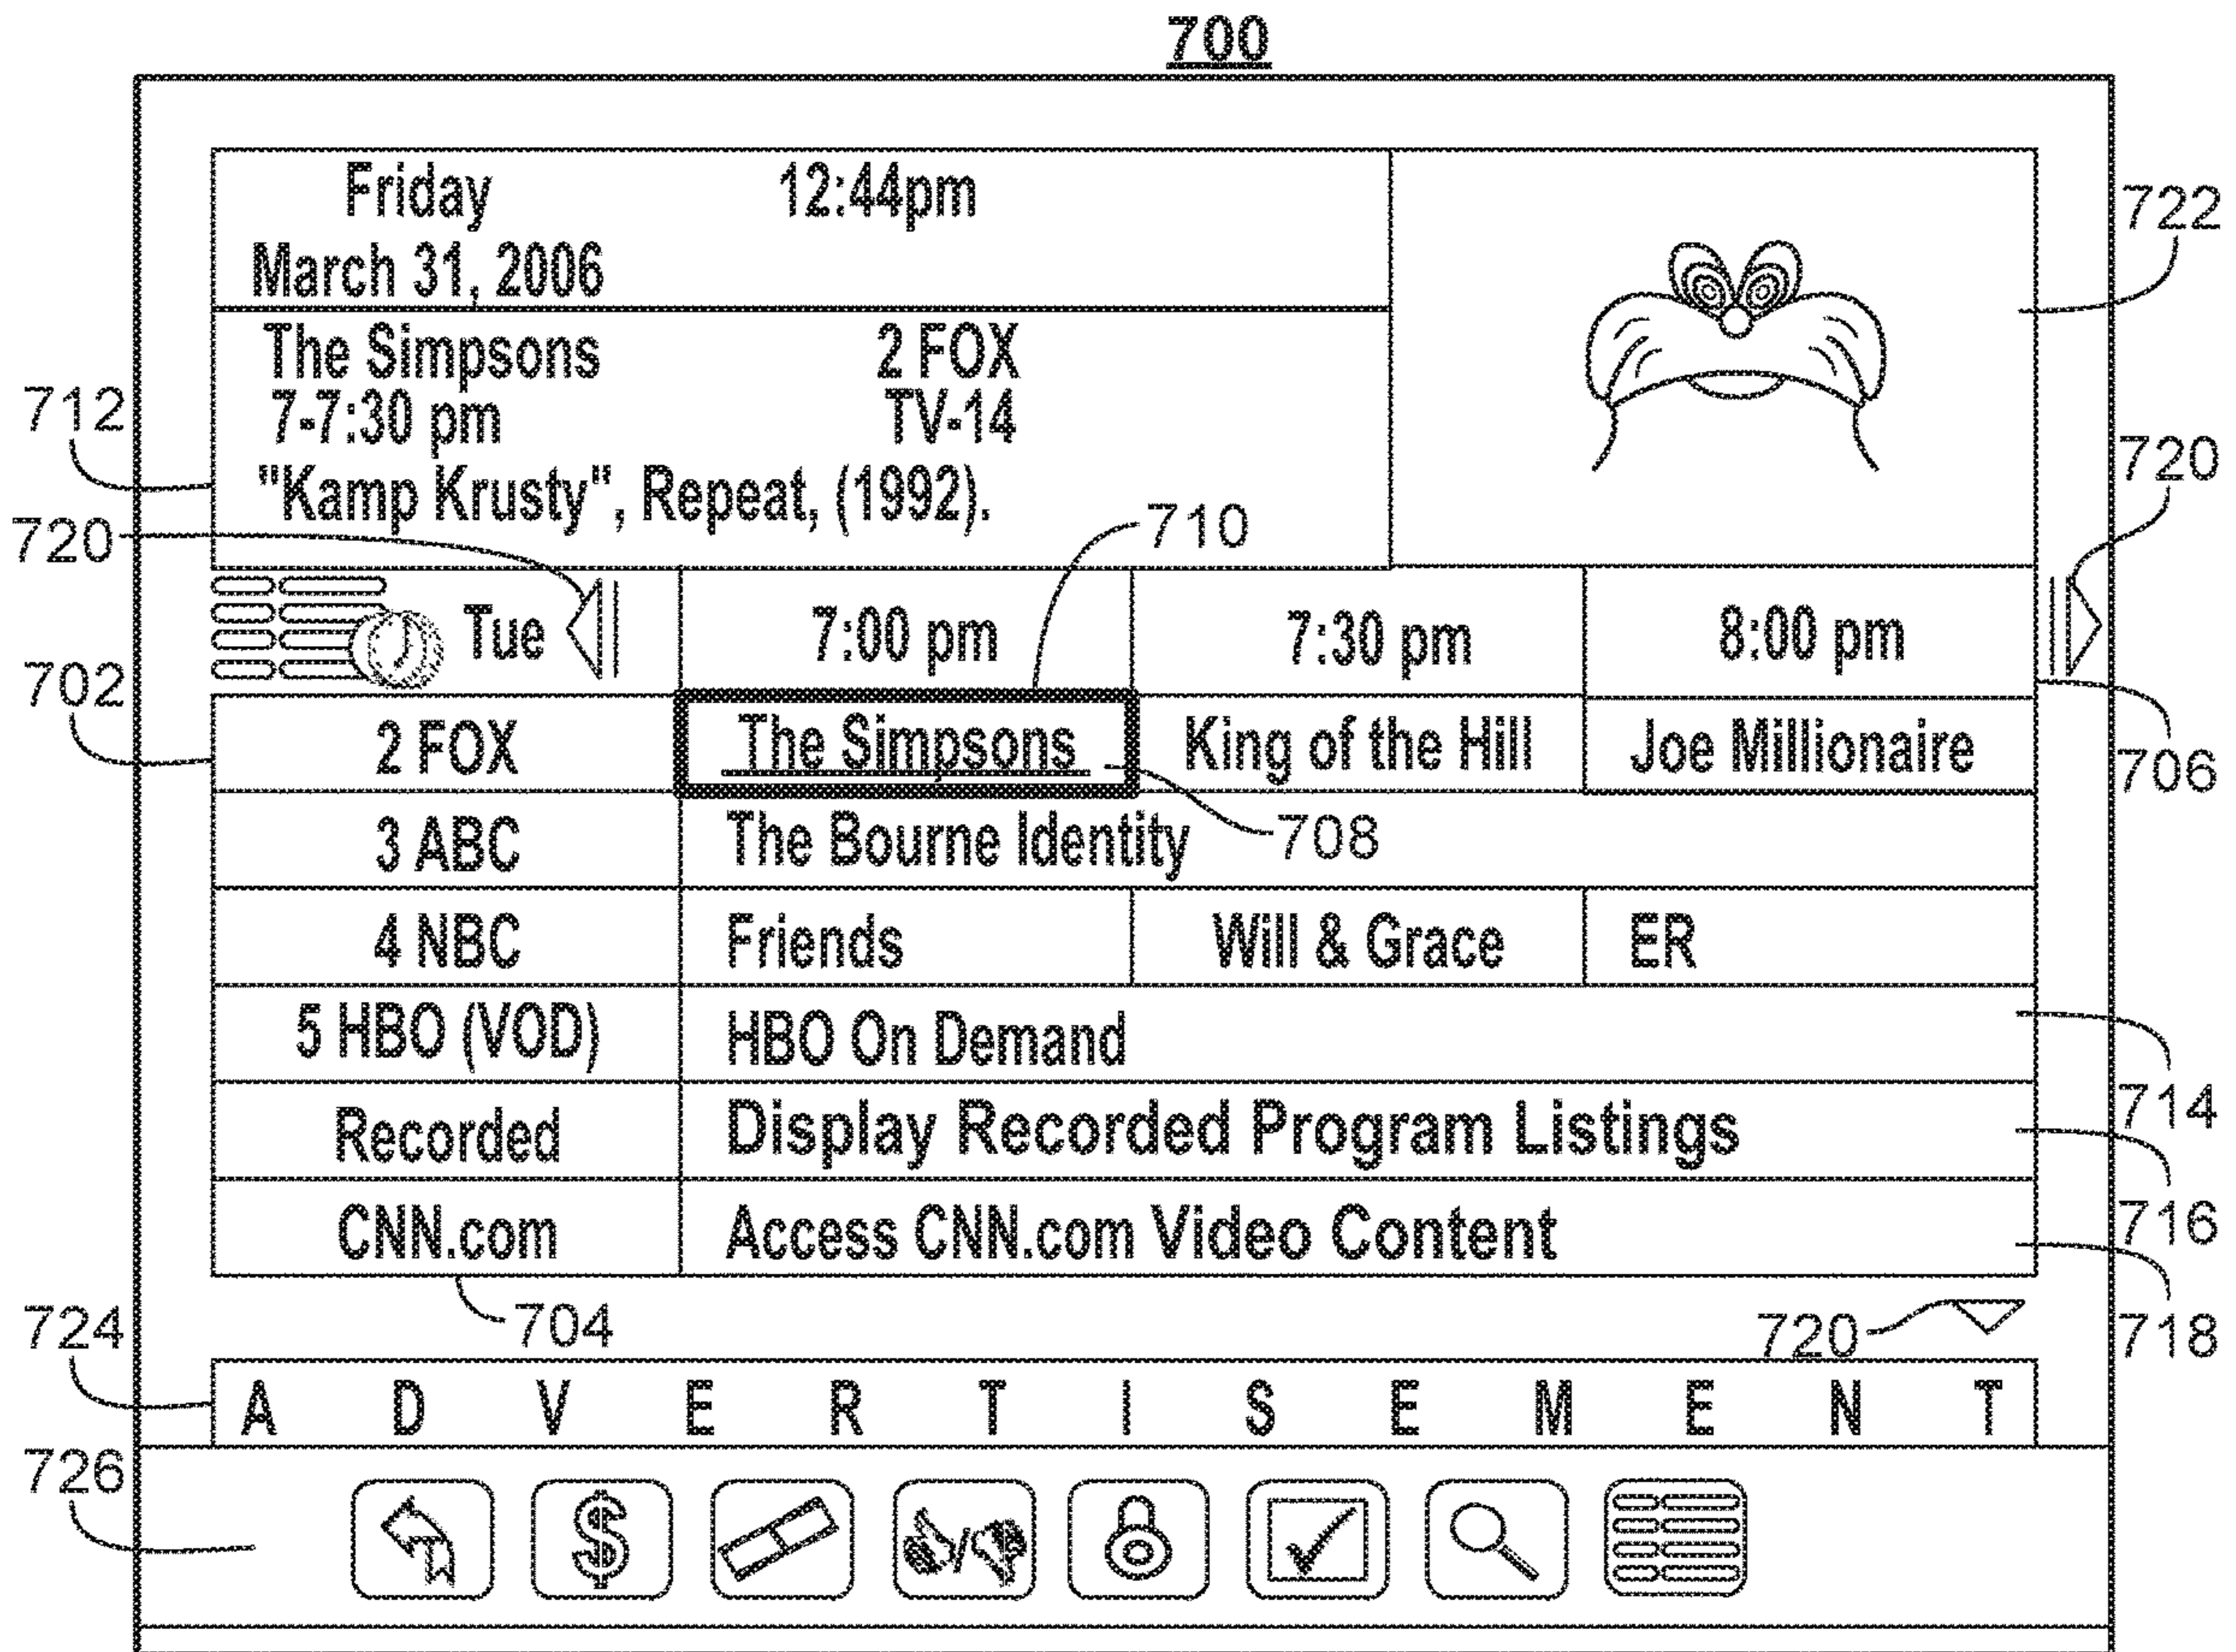 700
Friday 12:44pm
March 31, 2006
722
The Simpsons 2 FOX
712
7-7:30 pm TV-14
720
"Kamp Krusty", Repeat, (1992).
720
710
Tue 7:00 pm 7:30 pm 8:00 pm
702
2 FOX The Simpsons King of the Hill Joe Millionaire
706
3 ABC The Bourne Identity 708
4 NBC Friends Will & Grace ER
5 HBO (VOD) HBO On Demand
714
Recorded Display Recorded Program Listings
716
CNN.com Access CNN.com Video Content
724 704 720 718
A D V E R T I S E M E N T
726
$